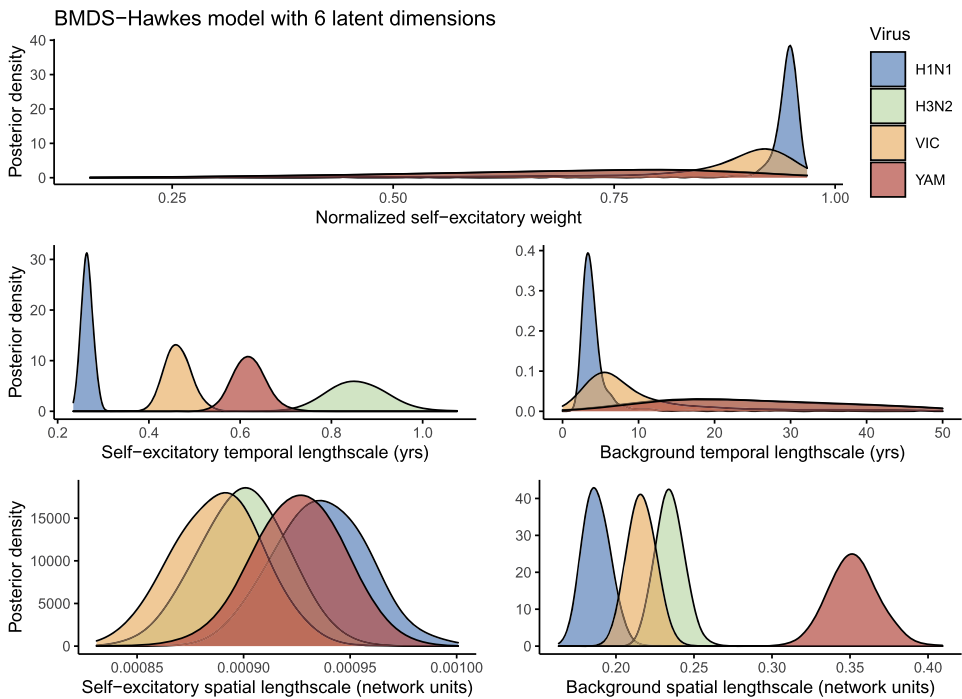 BMDS−Hawkes model with 6 latent dimensions
Virus
H1N1
H3N2
VIC
YAM
Posterior density
40
30
20
10
0
0.25 0.50 0.75 1.00
Normalized self−excitatory weight
Posterior density
30
20
10
0
0.2 0.4 0.6 0.8 1.0
Self−excitatory temporal lengthscale (yrs)
0.4
0.3
0.2
0.1
0.0
0 10 20 30 40 50
Background temporal lengthscale (yrs)
Posterior density
15000
10000
5000
0
0.00085 0.00090 0.00095 0.00100
Self−excitatory spatial lengthscale (network units)
40
30
20
10
0
0.20 0.25 0.30 0.35 0.40
Background spatial lengthscale (network units)